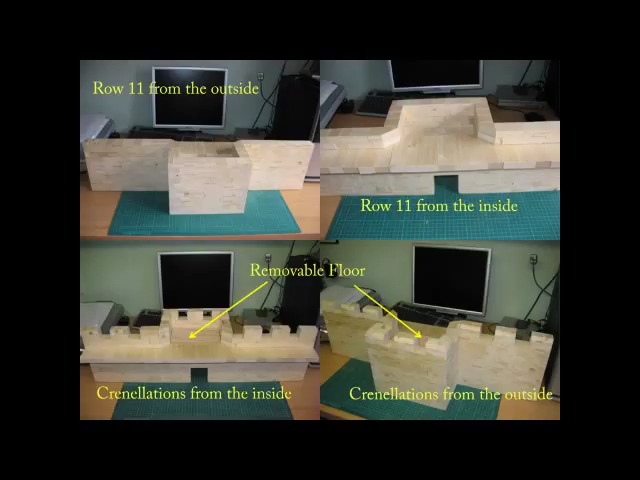 Row 11 from the outside
Row 11 from the inside
Removable Floor
Crenellations from the inside
Crenellations from the outside